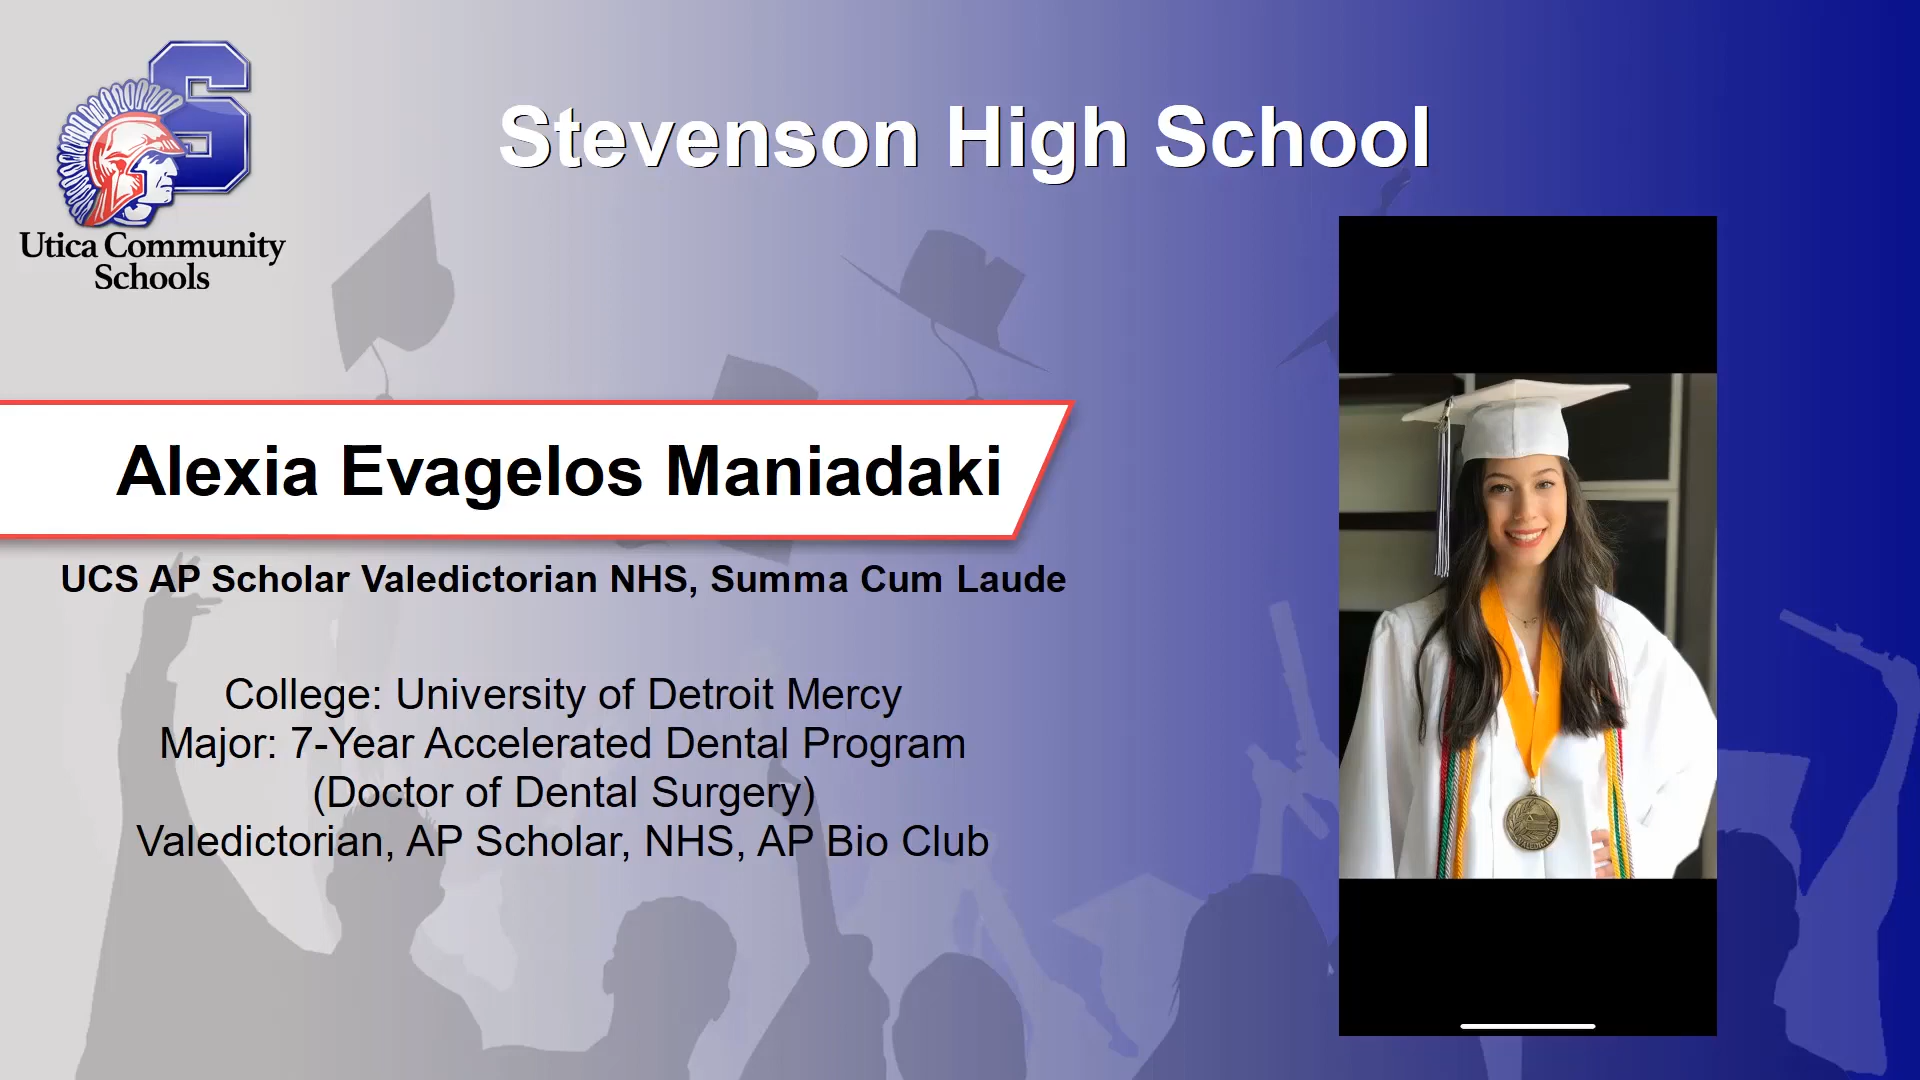 S
Utica Community
Schools
Stevenson High School
Alexia Evagelos Maniadaki
UCS AP Scholar Valedictorian NHS, Summa Cum Laude
College: University of Detroit Mercy
Major: 7-Year Accelerated Dental Program
(Doctor of Dental Surgery)
Valedictorian, AP Scholar, NHS, AP Bio Club
VALEDICTORIAN